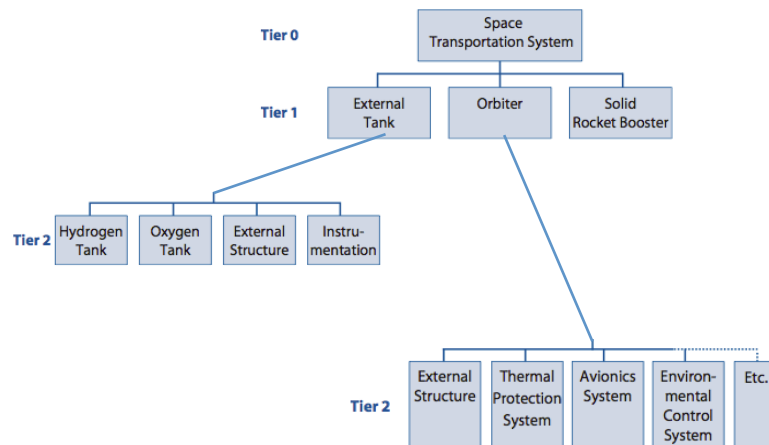 Tier 0
Space
Transportation System
Tier 1
External
Tank
Orbiter
Solid
Rocket Booster
Tier 2
Hydrogen
Tank
Oxygen
Tank
External
Structure
Instru-
mentation
Tier 2
External
Structure
Thermal
Protection
System
Avionics
System
Environ-
mental
Control
System
Etc.